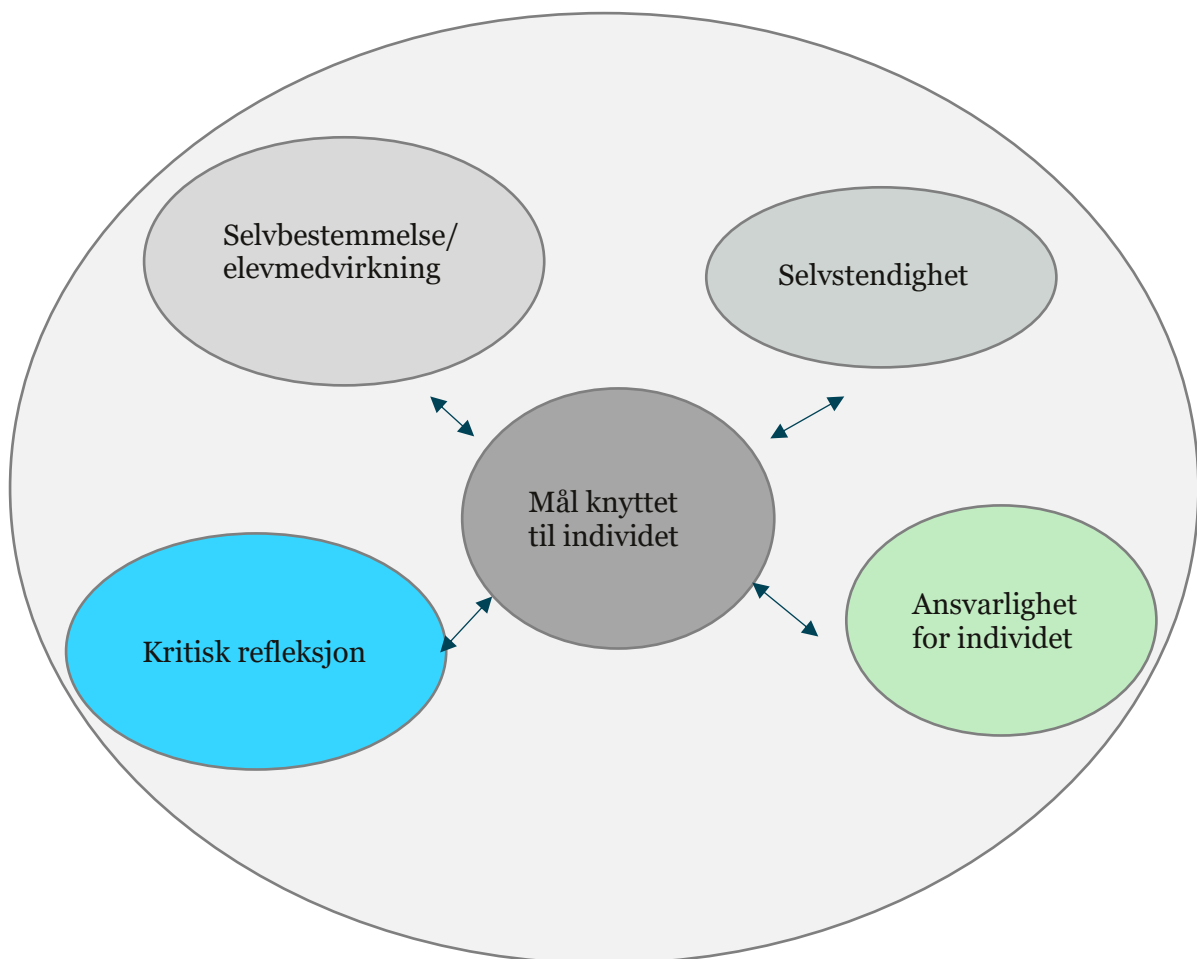 Selvbestemmelse/
elevmedvirkning
Selvstendighet
Mål knyttet
til individet
Kritisk refleksjon
Ansvarlighet
for individet